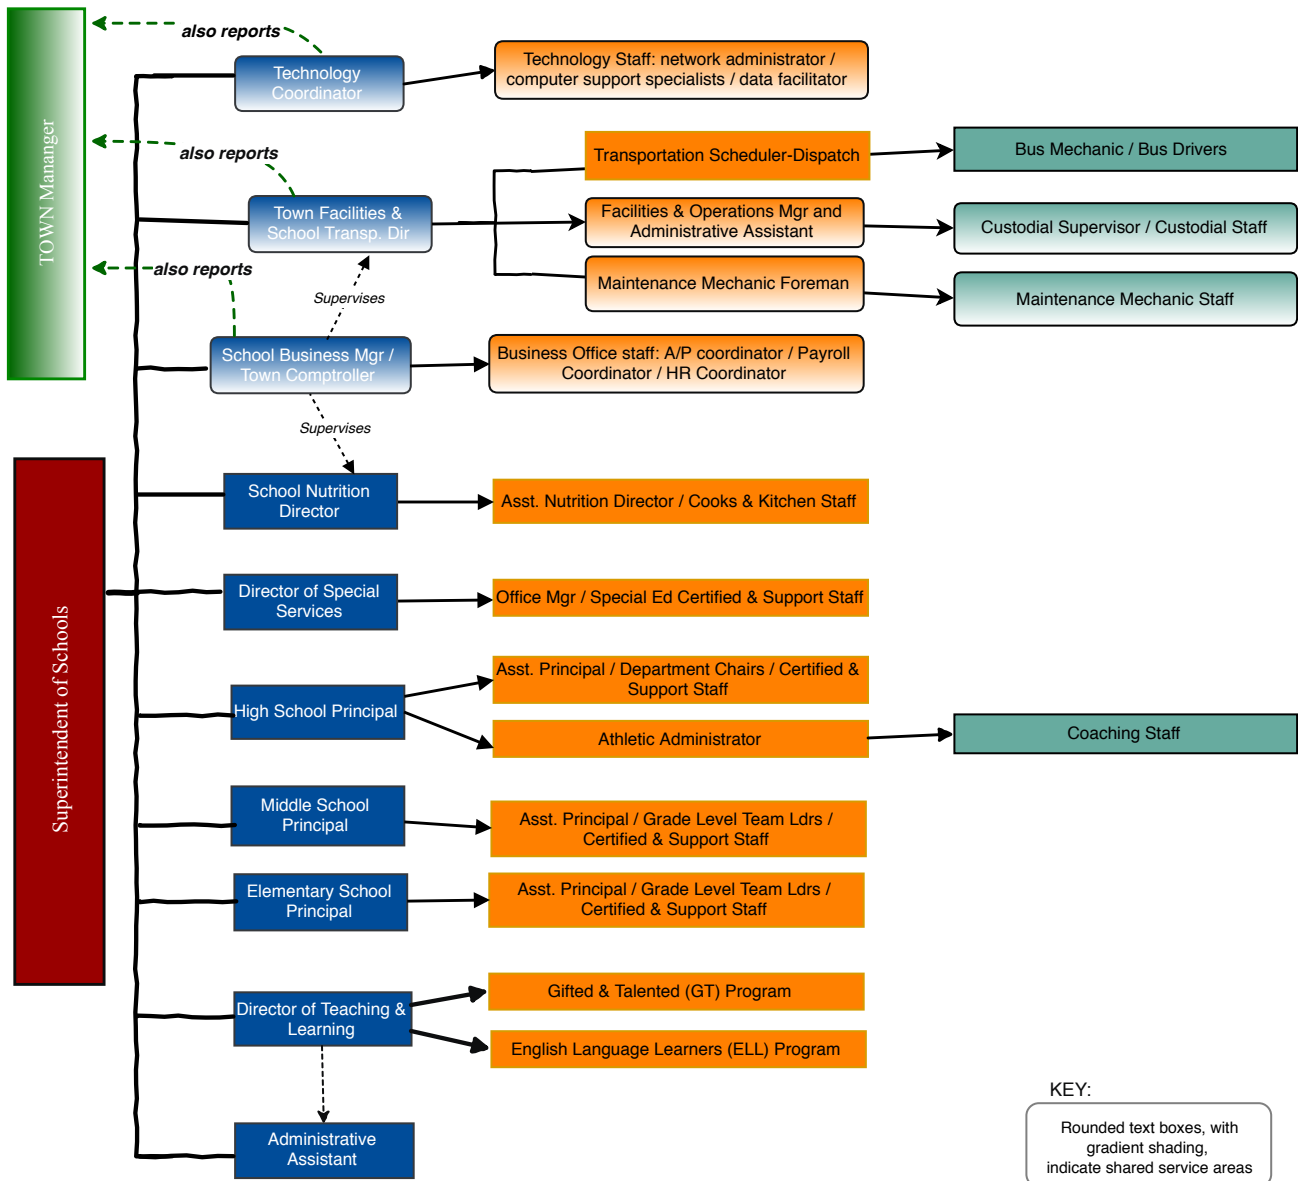 also reports
Technology
Coordinator
Technology Staff: network administrator /
computer support specialists / data facilitator
TOWN Mananger
also reports
Transportation Scheduler-Dispatch
Bus Mechanic / Bus Drivers
Town Facilities &
School Transp. Dir
Facilities & Operations Mgr and
Administrative Assistant
Custodial Supervisor / Custodial Staff
also reports
Supervises
Maintenance Mechanic Foreman
Maintenance Mechanic Staff
School Business Mgr /
Town Comptroller
Business Office staff: A/P coordinator / Payroll
Coordinator / HR Coordinator
Supervises
School Nutrition
Director
Asst. Nutrition Director / Cooks & Kitchen Staff
Superintendent of Schools
Director of Special
Services
Office Mgr / Special Ed Certified & Support Staff
High School Principal
Asst. Principal / Department Chairs / Certified &
Support Staff
Athletic Administrator
Coaching Staff
Middle School
Principal
Asst. Principal / Grade Level Team Ldrs /
Certified & Support Staff
Elementary School
Principal
Asst. Principal / Grade Level Team Ldrs /
Certified & Support Staff
Director of Teaching &
Learning
Gifted & Talented (GT) Program
English Language Learners (ELL) Program
Administrative
Assistant
KEY:
Rounded text boxes, with
gradient shading,
indicate shared service areas